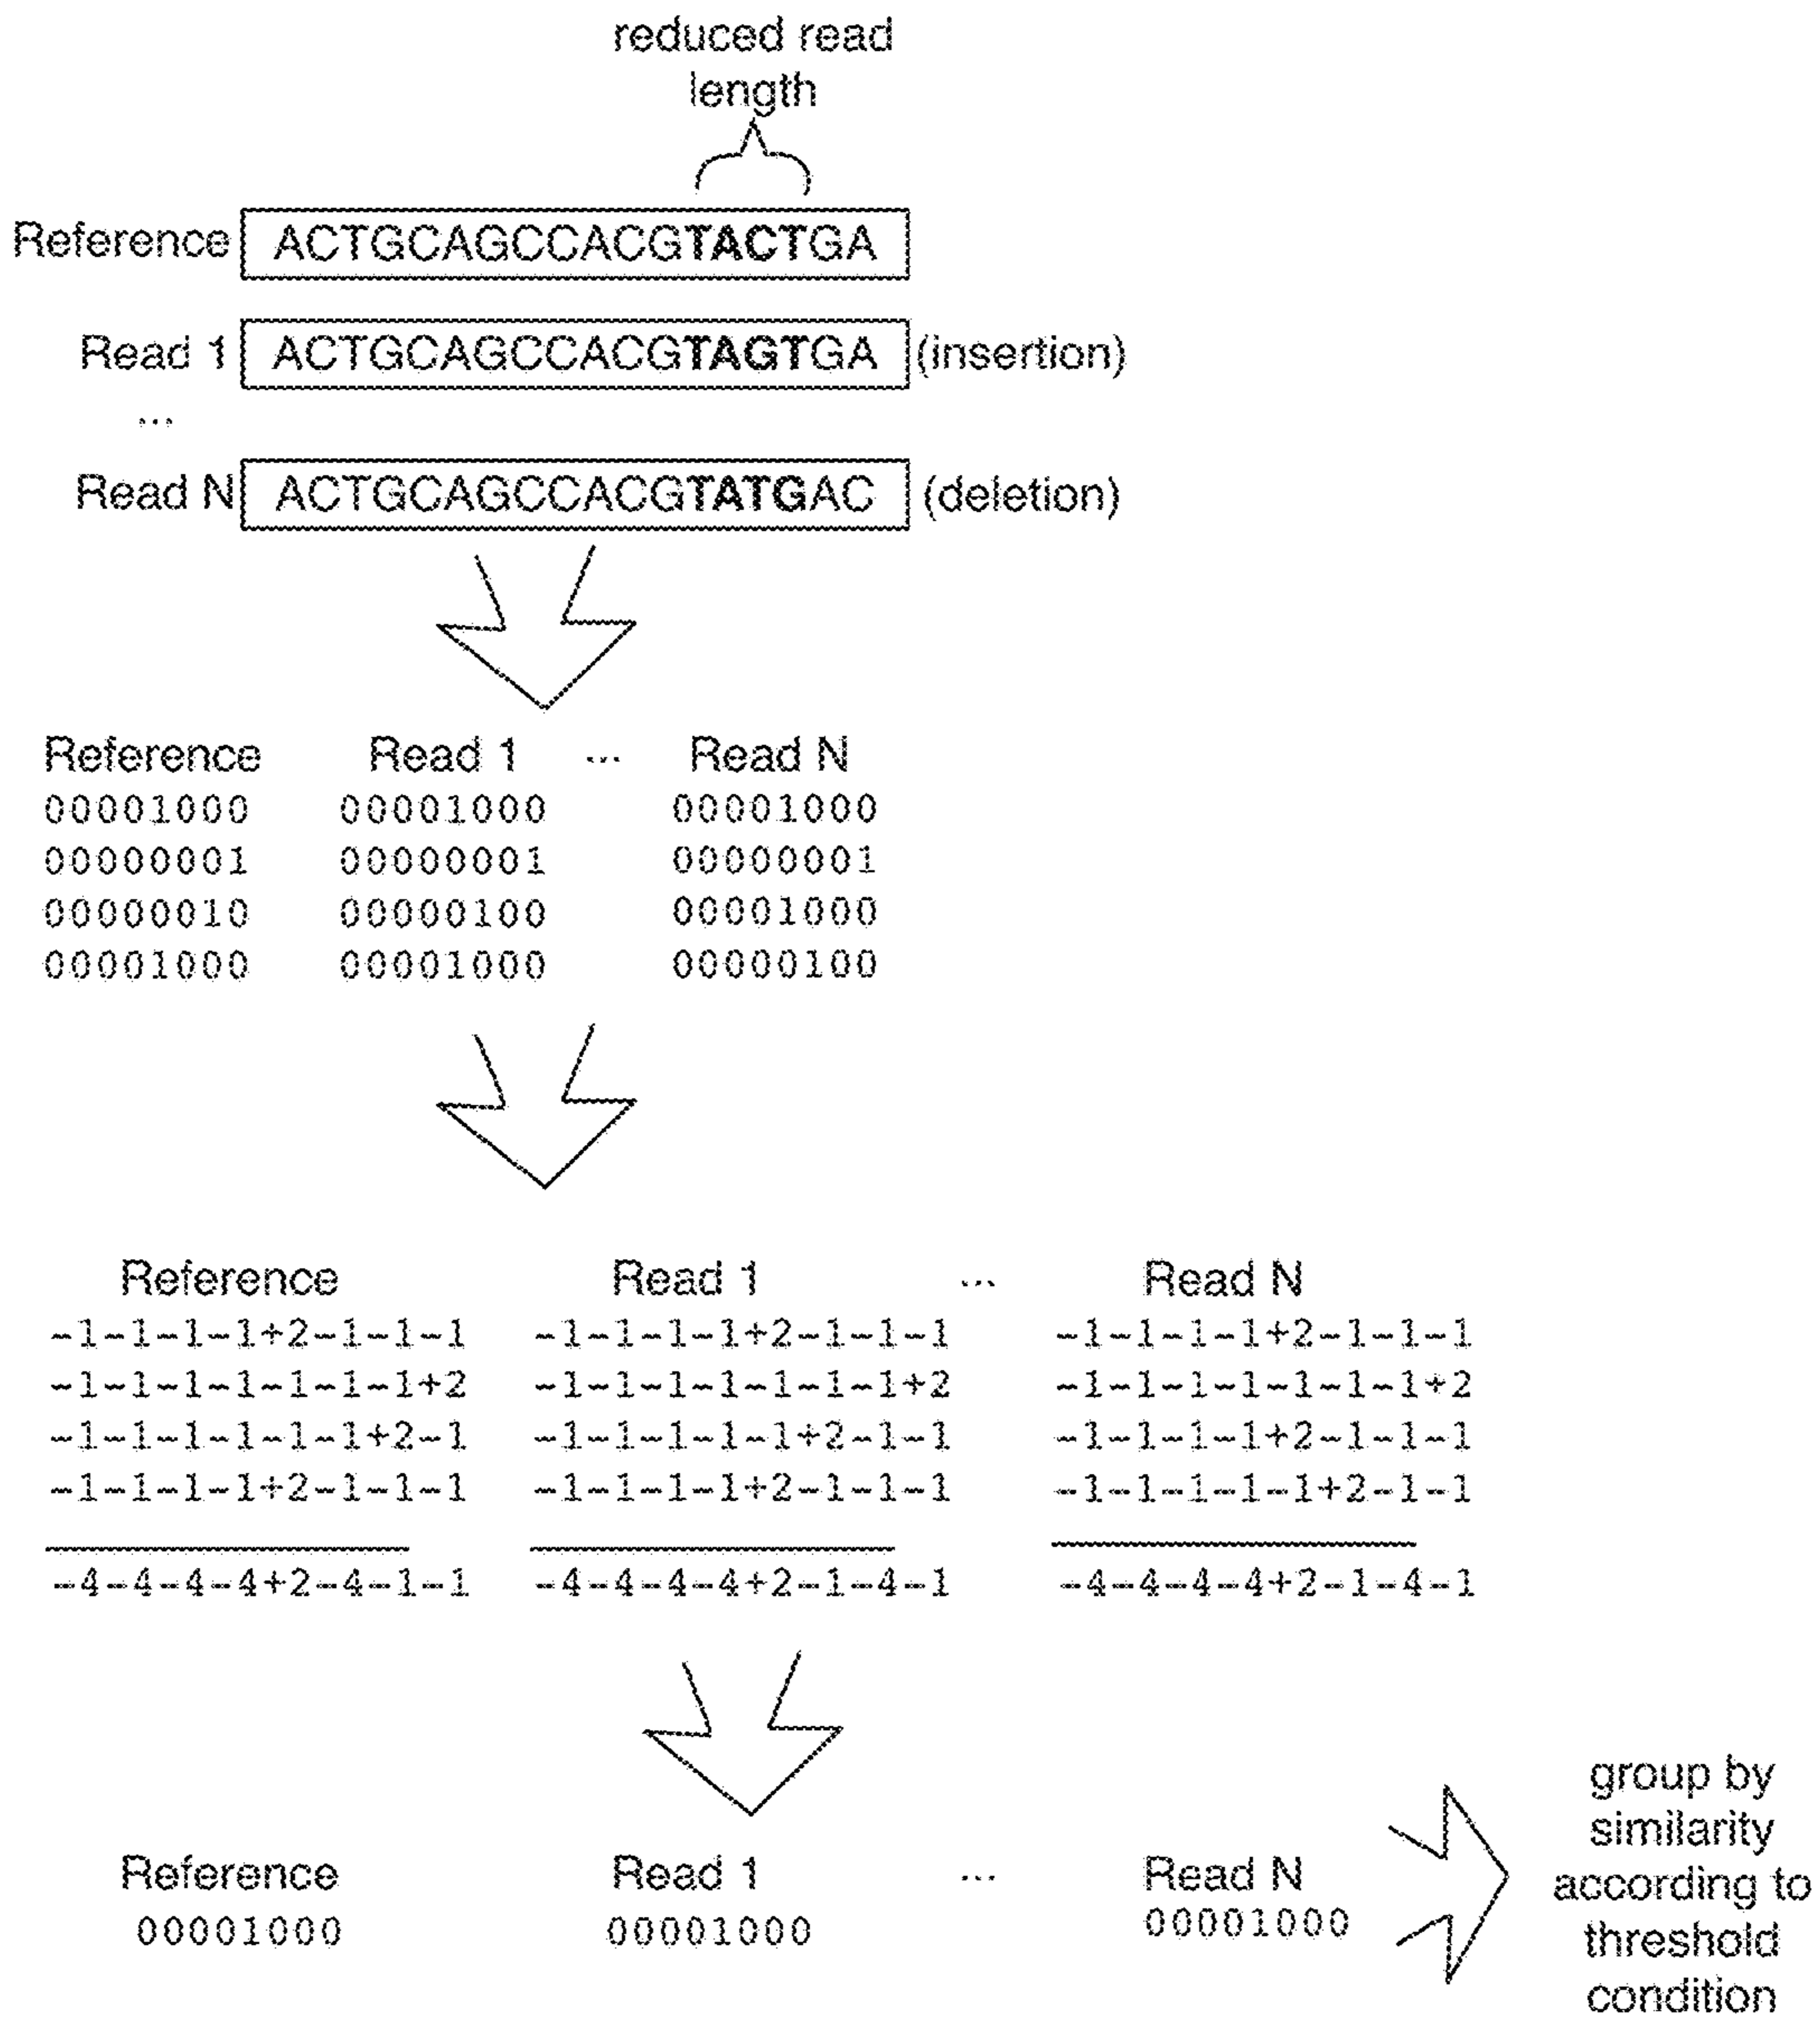 reduced read
length
Reference ACTGCAGCCACGTACTGA
Read 1 ACTGCAGCCACGTAGTGA (insertion)
...
Read N ACTGCAGCCACGTATGAC (deletion)
Reference Read 1 ... Read N
00001000 00001000 00001000
00000001 00000001 00000001
00000010 00000100 00001000
00001000 00001000 00000100
Reference Read 1 ... Read N
-1-1-1-1+2-1-1-1 -1-1-1-1+2-1-1-1 -1-1-1-1+2-1-1-1
-1-1-1-1-1-1-1+2 -1-1-1-1-1-1-1+2 -1-1-1-1-1-1-1+2
-1-1-1-1-1-1+2-1 -1-1-1-1-1+2-1-1 -1-1-1-1+2-1-1-1
-1-1-1-1+2-1-1-1 -1-1-1-1+2-1-1-1 -1-1-1-1-1+2-1-1
-4-4-4-4+2-4-1-1 -4-4-4-4+2-1-4-1 -4-4-4-4+2-1-4-1
Reference Read 1 ... Read N
00001000 00001000 00001000
group by
similarity
according to
threshold
condition